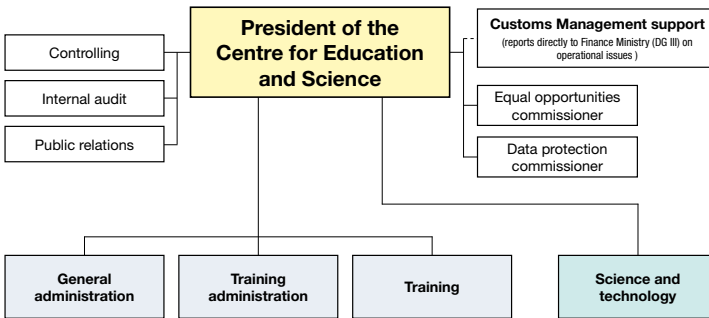 President of the
Centre for Education
and Science
Controlling
Internal audit
Public relations
Customs Management support
(reports directly to Finance Ministry (DG III) on
operational issues )
Equal opportunities
commissioner
Data protection
commissioner
General
administration
Training
administration
Training
Science and
technology